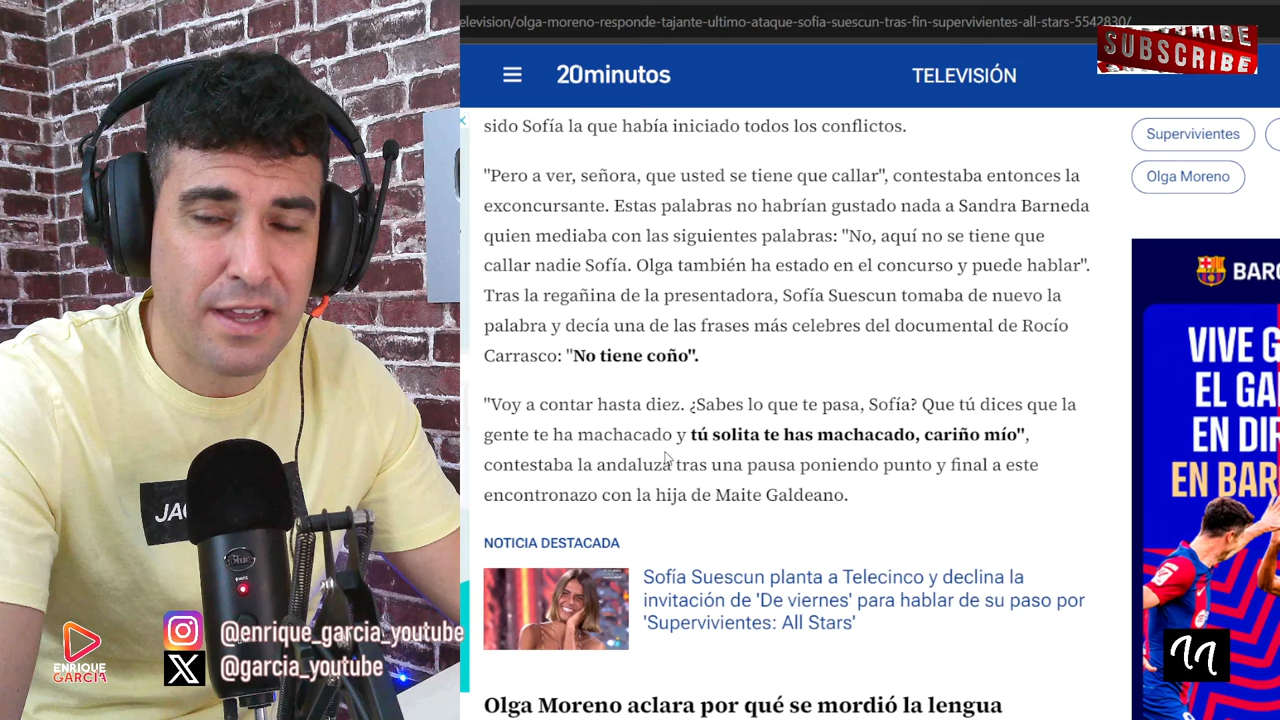 elevision/olga-moreno-responde-tajante-ultimo-ataque-sofia-suescun-tras-fin-supervivientes-all-stars-5542830/
SUBSCRIBE
20minutos
TELEVISIÓN
sido Sofía la que había iniciado todos los conflictos.
"Pero a ver, señora, que usted se tiene que callar", contestaba entonces la
exconcursante. Estas palabras no habrían gustado nada a Sandra Barneda
quien mediaba con las siguientes palabras: "No, aquí no se tiene que
callar nadie Sofía. Olga también ha estado en el concurso y puede hablar".
Tras la regañina de la presentadora, Sofía Suescun tomaba de nuevo la
palabra y decía una de las frases más celebres del documental de Rocío
Carrasco: "No tiene coño".
"Voy a contar hasta diez. ¿Sabes lo que te pasa, Sofía? Que tú dices que la
gente te ha machacado y tú solita te has machacado, cariño mío",
contestaba la andaluza tras una pausa poniendo punto y final a este
encontronazo con la hija de Maite Galdeano.
NOTICIA DESTACADA
Sofía Suescun planta a Telecinco y declina la
invitación de 'De viernes' para hablar de su paso por
'Supervivientes: All Stars'
Olga Moreno aclara por qué se mordió la lengua
Supervivientes
Olga Moreno
BARC
VIVE
EL GA
EN DIR
EN BAR
JAC
Blue
MUTE
ENRIQUE
GARCIA
@enrique_garcia_youtube
@garcia_youtube